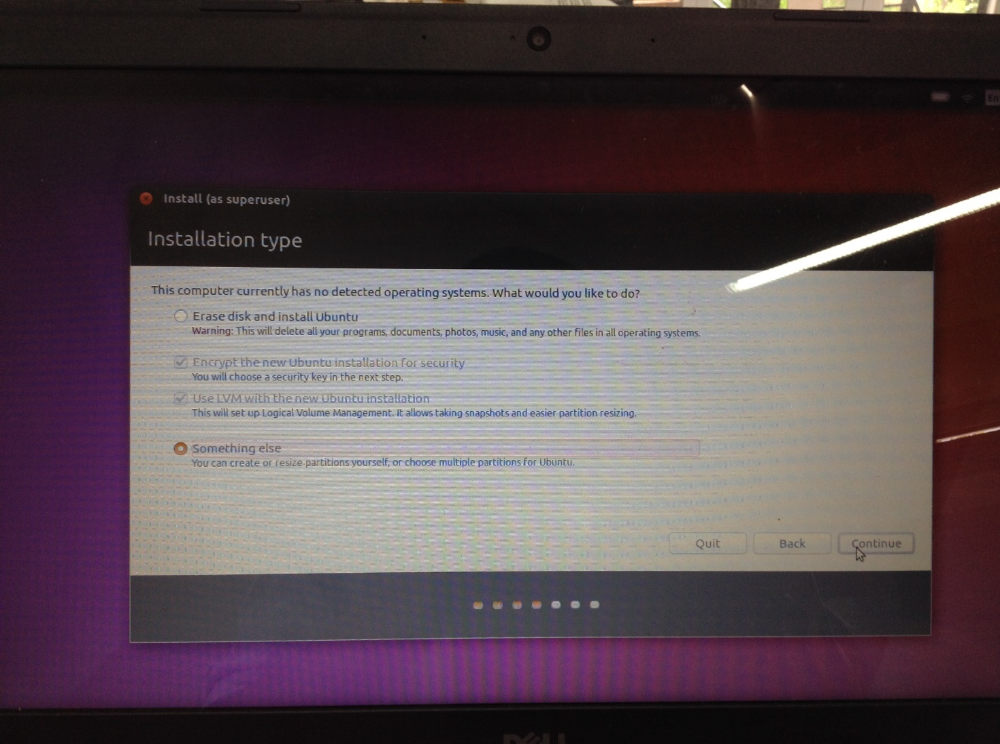 En
Install (as superuser)
Installation type
This computer currently has no detected operating systems. What would you like to do?
Erase disk and install Ubuntu
Warning: This will delete all your programs, documents, photos, music, and any other files in all operating systems.
Encrypt the new Ubuntu installation for security
You will choose a security key in the next step.
Use LVM with the new Ubuntu installation
This will set up Logical Volume Management. It allows taking snapshots and easier partition resizing.
Something else
You can create or resize partitions yourself, or choose multiple partitions for Ubuntu.
Quit Back Continue
DELL